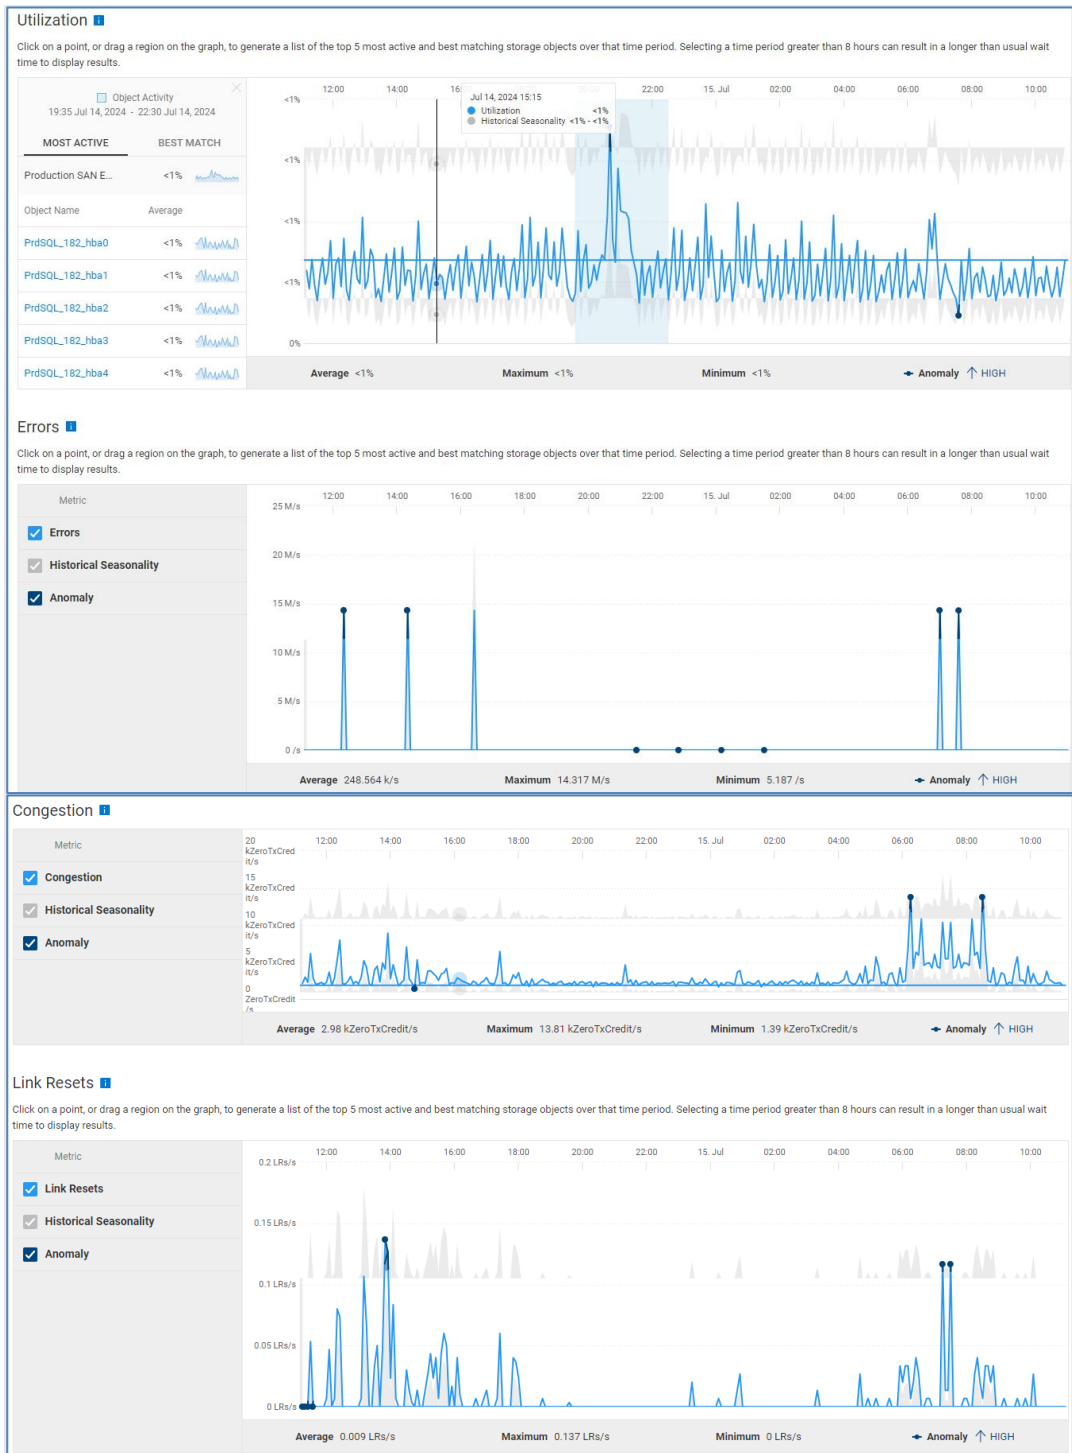 Utilization
Click on a point, or drag a region on the graph, to generate a list of the top 5 most active and best matching storage objects over that time period. Selecting a time period greater than 8 hours can result in a longer than usual wait
time to display results.
Object Activity
19:35 Jul 14, 2024 - 22:30 Jul 14, 2024
MOST ACTIVE BEST MATCH
Production SAN E... <1%
Object Name Average
PrdSQL_182_hba0 <1%
PrdSQL_182_hba1 <1%
PrdSQL_182_hba2 <1%
PrdSQL_182_hba3 <1%
PrdSQL_182_hba4 <1%
12:00 14:00 16: 22:00 15. Jul 02:00 04:00 06:00 08:00 10:00
Jul 14, 2024 15:15
Utilization <1%
Historical Seasonality <1% - <1%
<1%
<1%
<1%
<1%
0%
Average <1% Maximum <1% Minimum <1% Anomaly HIGH
Errors
Click on a point, or drag a region on the graph, to generate a list of the top 5 most active and best matching storage objects over that time period. Selecting a time period greater than 8 hours can result in a longer than usual wait
time to display results.
Metric
Errors
Historical Seasonality
Anomaly
12:00 14:00 16:00 18:00 20:00 22:00 15. Jul 02:00 04:00 06:00 08:00 10:00
25 M/s
20 M/s
15 M/s
10 M/s
5 M/s
0 /s
Average 248.564 k/s Maximum 14.317 M/s Minimum 5.187 /s Anomaly HIGH
Congestion
Metric
Congestion
Historical Seasonality
Anomaly
12:00 14:00 16:00 18:00 20:00 22:00 15. Jul 02:00 04:00 06:00 08:00 10:00
20
kZeroTxCred
it/s
15
kZeroTxCred
it/s
10
kZeroTxCred
it/s
5
kZeroTxCred
it/s
0
ZeroTxCredit
/s
Average 2.98 kZeroTxCredit/s Maximum 13.81 kZeroTxCredit/s Minimum 1.39 kZeroTxCredit/s Anomaly HIGH
Link Resets
Click on a point, or drag a region on the graph, to generate a list of the top 5 most active and best matching storage objects over that time period. Selecting a time period greater than 8 hours can result in a longer than usual wait
time to display results.
Metric
Link Resets
Historical Seasonality
Anomaly
12:00 14:00 16:00 18:00 20:00 22:00 15. Jul 02:00 04:00 06:00 08:00 10:00
0.2 LRs/s
0.15 LRs/s
0.1 LRs/s
0.05 LRs/s
0 LRs/s
Average 0.009 LRs/s Maximum 0.137 LRs/s Minimum 0 LRs/s Anomaly HIGH